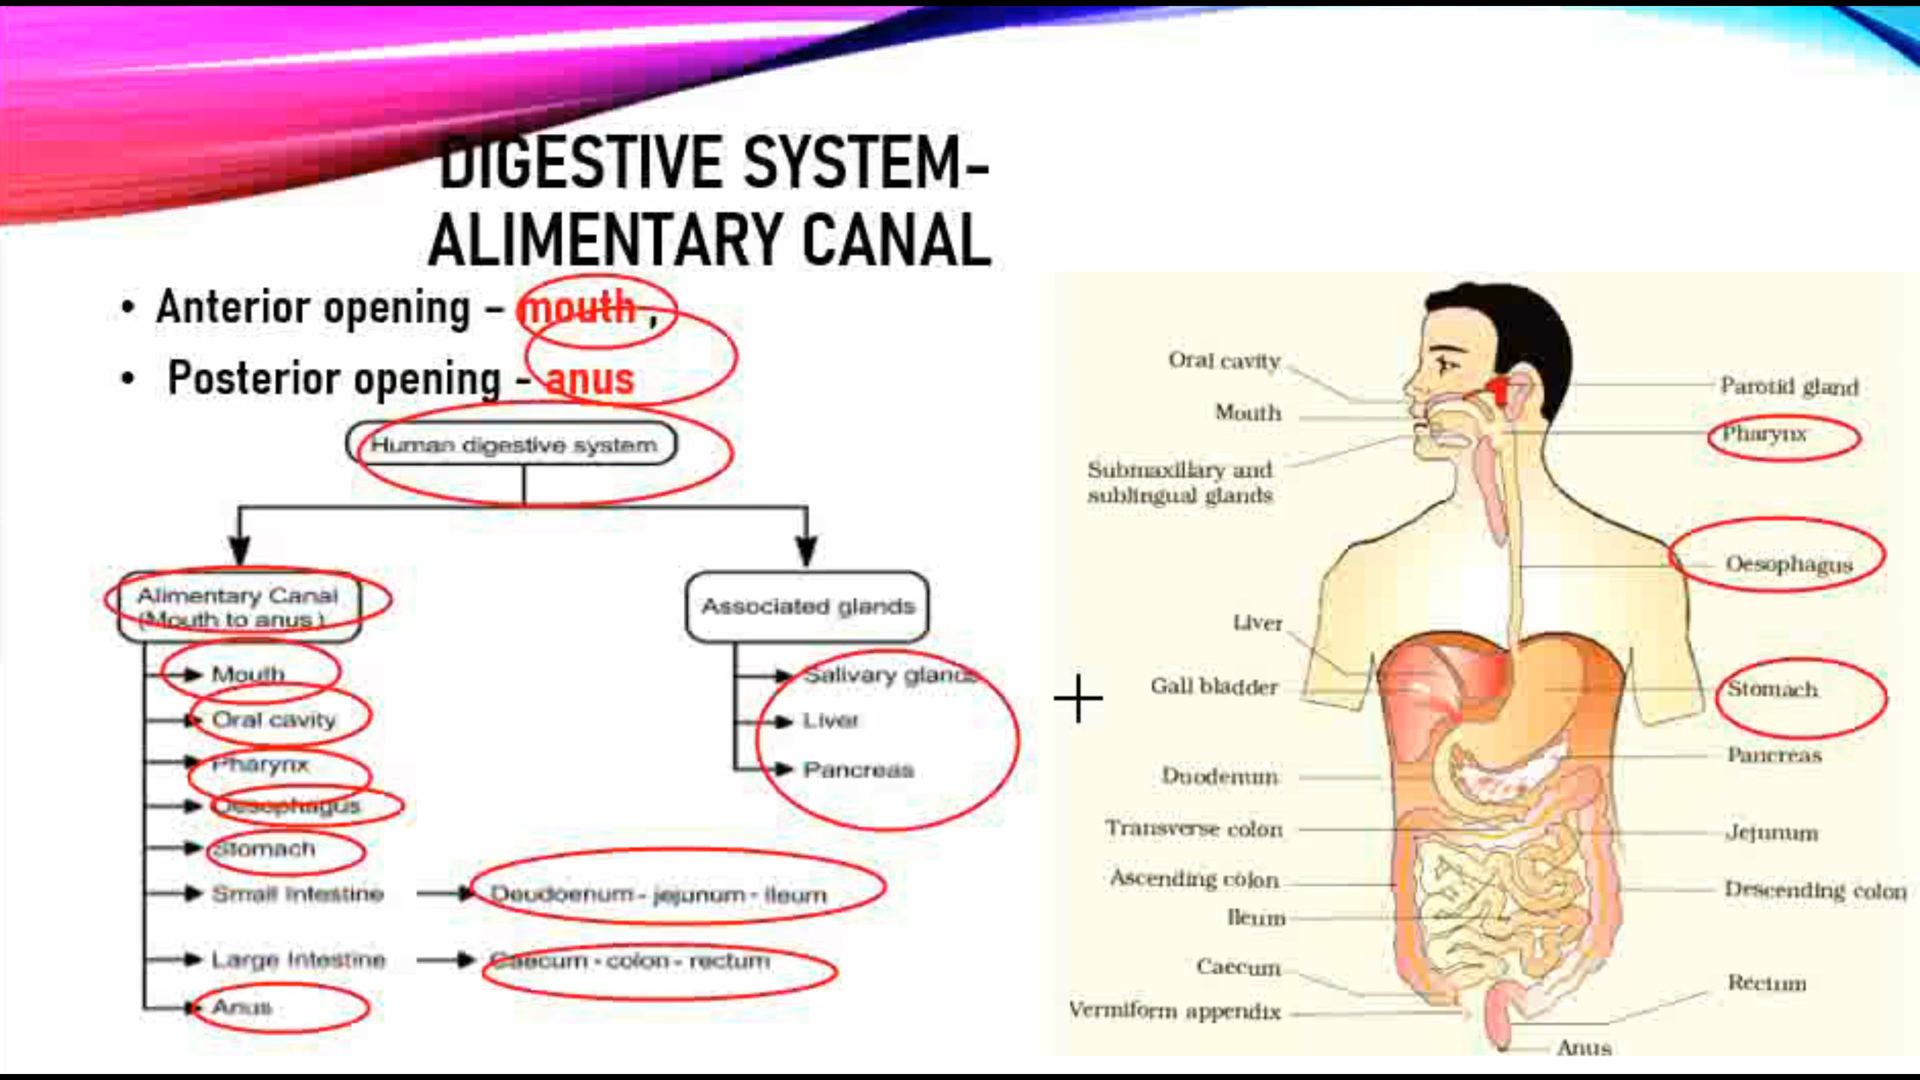 DIGESTIVE SYSTEM-
ALIMENTARY CANAL
• Anterior opening – mouth ,
• Posterior opening - anus
Human digestive system
Alimentary Canal
(Mouth to anus )
Mouth
Oral cavity
Pharynx
Oesophagus
Stomach
Small Intestine
Deudoenum - jejunum - Ileum
Large Intestine
Caecum - colon - rectum
Anus
Associated glands
Salivary glands
Liver
Pancreas
Oral cavity
Mouth
Submaxillary and
sublingual glands
Liver
Gall bladder
Duodenum
Transverse colon
Ascending colon
Ileum
Caecum
Vermiform appendix
Parotid gland
Pharynx
Oesophagus
Stomach
Pancreas
Jejunum
Descending colon
Rectum
Anus